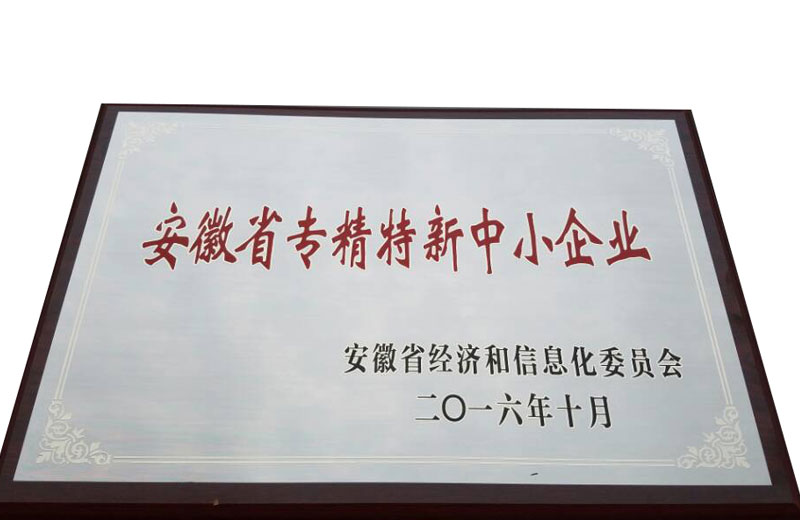 安徽省专精特新中小企业
安徽省经济和信息化委员会
二〇一六年十月